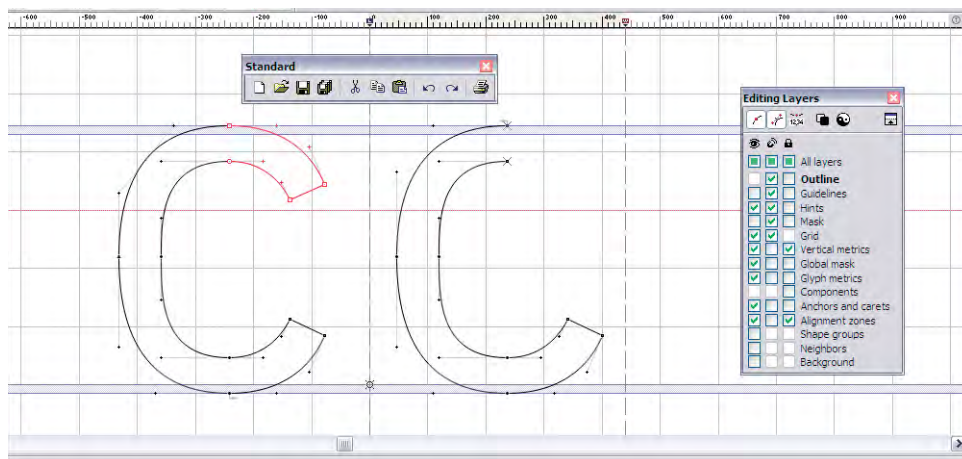 -600 -500 -400 -300 -200 -100 0 100 200 300 400 500 600 700 800 900
Standard
Editing Layers
All layers
Outline
Guidelines
Hints
Mask
Grid
Vertical metrics
Global mask
Glyph metrics
Components
Anchors and carets
Alignment zones
Shape groups
Neighbors
Background